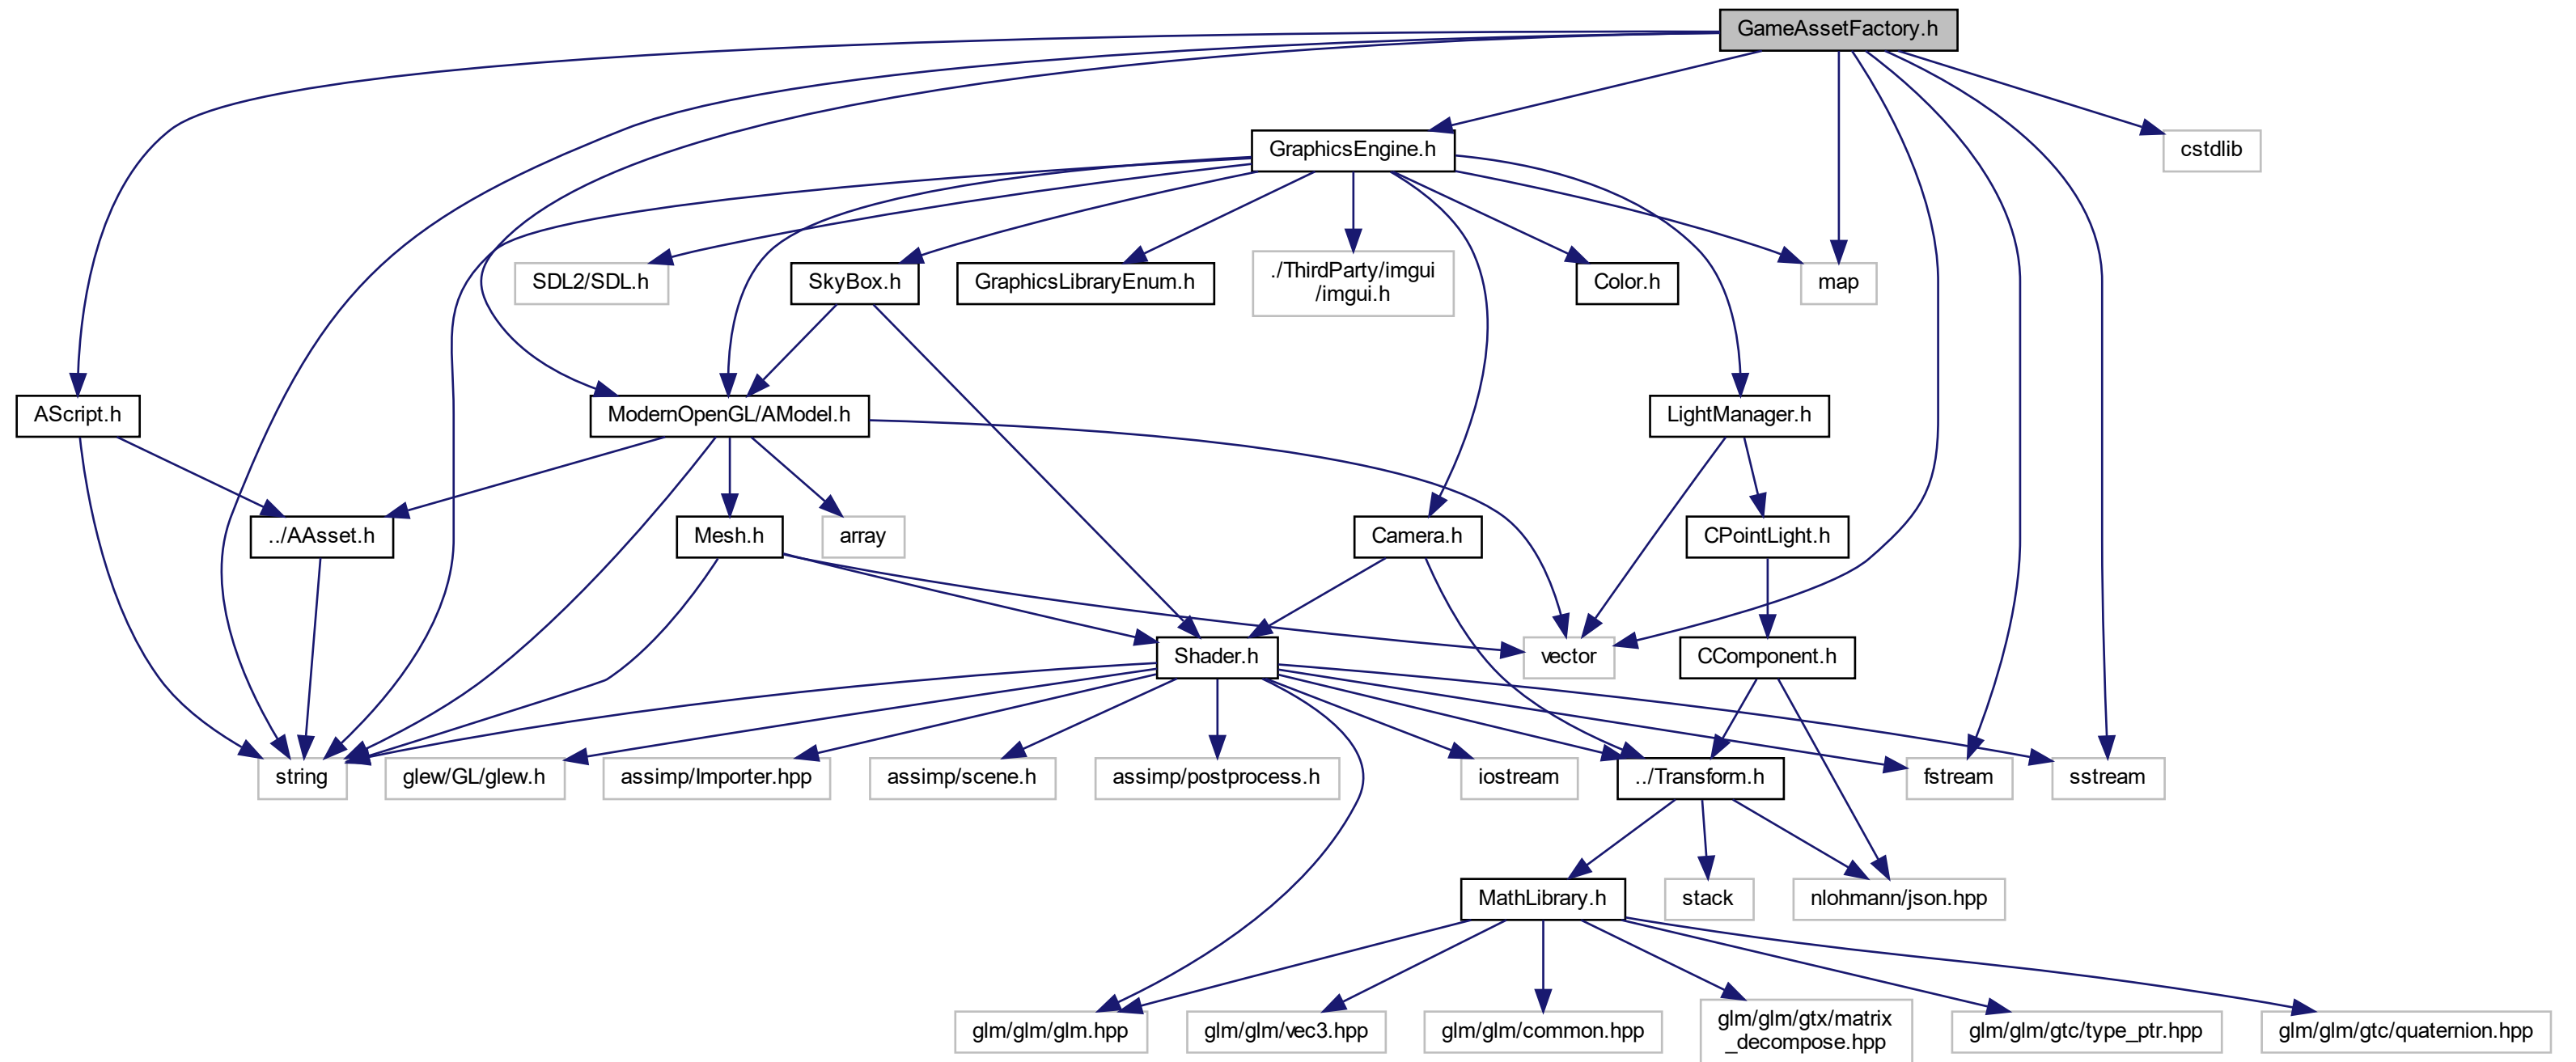 GameAssetFactory.h
GraphicsEngine.h
cstdlib
SDL2/SDL.h
SkyBox.h
GraphicsLibraryEnum.h
./ThirdParty/imgui
/imgui.h
Color.h
map
AScript.h
ModernOpenGL/AModel.h
LightManager.h
../AAsset.h
Mesh.h
array
Camera.h
CPointLight.h
Shader.h
vector
CComponent.h
string
glew/GL/glew.h
assimp/Importer.hpp
assimp/scene.h
assimp/postprocess.h
iostream
../Transform.h
fstream
sstream
MathLibrary.h
stack
nlohmann/json.hpp
glm/glm/glm.hpp
glm/glm/vec3.hpp
glm/glm/common.hpp
glm/glm/gtx/matrix
_decompose.hpp
glm/glm/gtc/type_ptr.hpp
glm/glm/gtc/quaternion.hpp